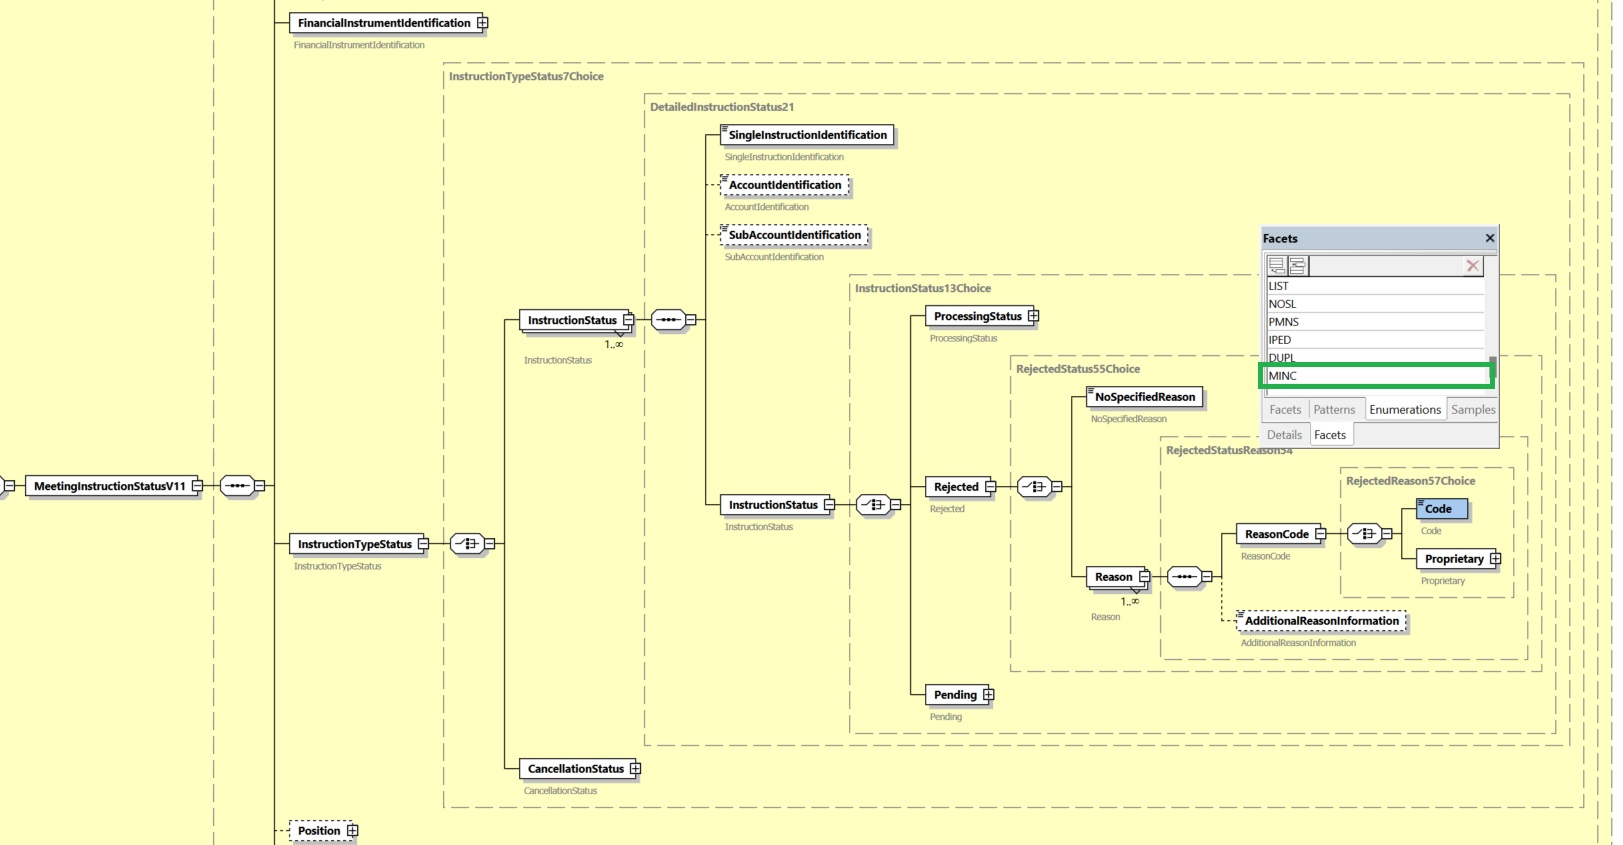 FinancialInstrumentIdentification
FinancialInstrumentIdentification
InstructionTypeStatus7Choice
DetailedInstructionStatus21
SingleInstructionIdentification
SingleInstructionIdentification
AccountIdentification
AccountIdentification
SubAccountIdentification
SubAccountIdentification
InstructionStatus13Choice
ProcessingStatus
ProcessingStatus
InstructionStatus
1..∞
InstructionStatus
RejectedStatus55Choice
NoSpecifiedReason
NoSpecifiedReason
Facets
LIST
NOSL
PMNS
IPED
DUPL
MINC
Facets Patterns Enumerations Samples
Details Facets
RejectedStatusReason54
RejectedReason57Choice
MeetingInstructionStatusV11
Rejected
Rejected
InstructionStatus
InstructionStatus
Code
Code
ReasonCode
ReasonCode
Proprietary
Proprietary
InstructionTypeStatus
InstructionTypeStatus
Reason
1..∞
Reason
AdditionalReasonInformation
AdditionalReasonInformation
Pending
Pending
CancellationStatus
CancellationStatus
Position